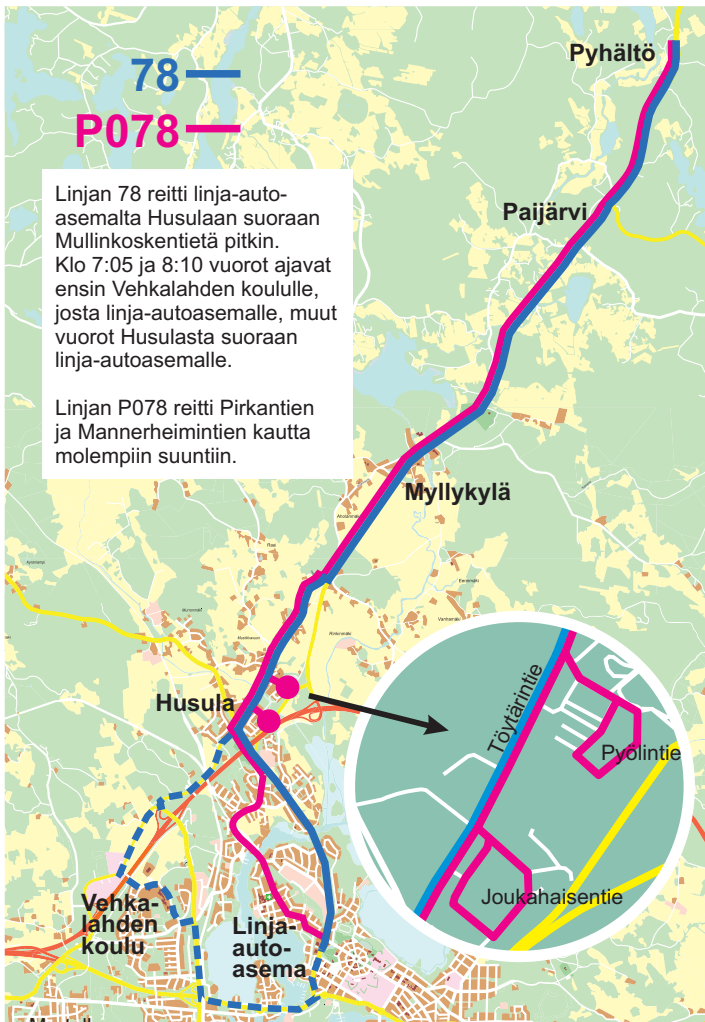 78
P078
Linjan 78 reitti linja-auto-
asemalta Husulaan suoraan
Mullinkoskentietä pitkin.
Klo 7:05 ja 8:10 vuorot ajavat
ensin Vehkalahden koululle,
josta linja-autoasemalle, muut
vuorot Husulasta suoraan
linja-autoasemalle.
Linjan P078 reitti Pirkantien
ja Mannerheimintien kautta
molempiin suuntiin.
Pyhältö
Paijärvi
Myllykylä
Husula
Töytärintie
Pyölintie
Joukahaisentie
Vehka-
lahden
koulu
Linja-
auto-
asema